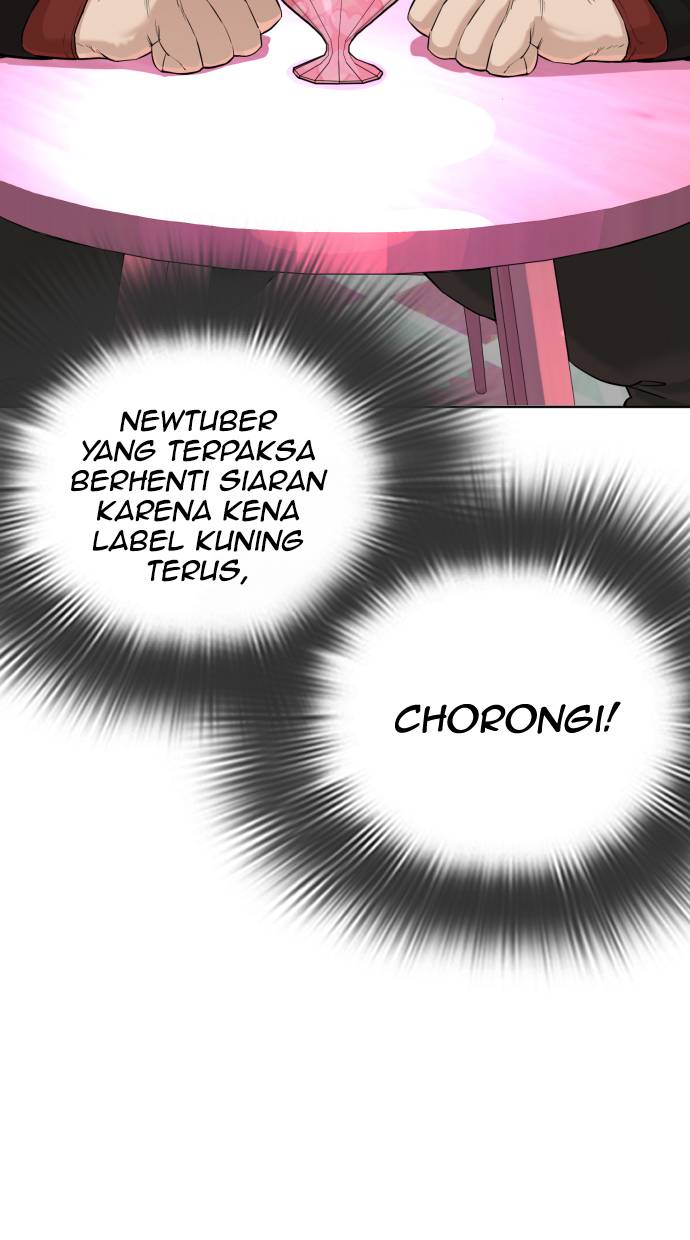 NEWTUBER
YANG TERPAKSA
BERHENTI SIARAN
KARENA KENA
LABEL KUNING
TERUS,
CHORONGI!